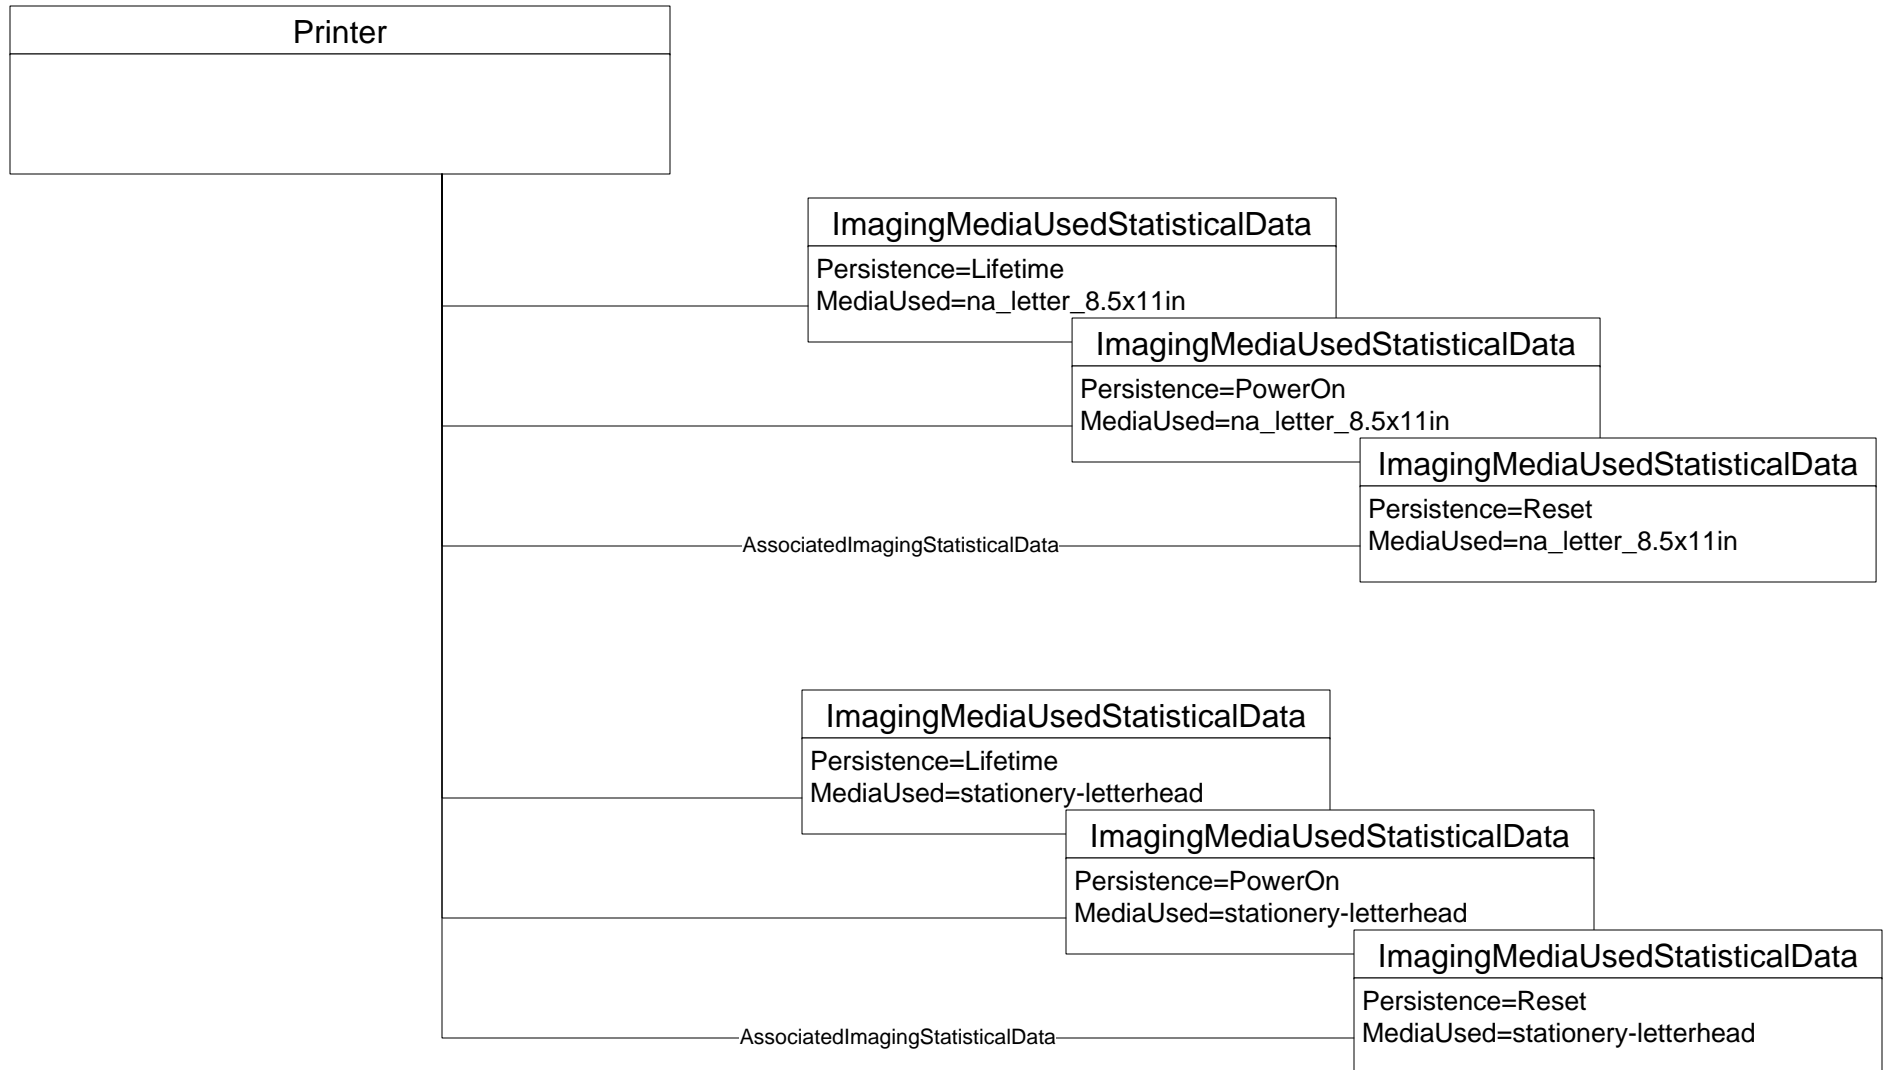 Printer
ImagingMediaUsedStatisticalData
Persistence=Lifetime
MediaUsed=na_letter_8.5x11in
ImagingMediaUsedStatisticalData
Persistence=PowerOn
MediaUsed=na_letter_8.5x11in
ImagingMediaUsedStatisticalData
Persistence=Reset
MediaUsed=na_letter_8.5x11in
AssociatedImagingStatisticalData
ImagingMediaUsedStatisticalData
Persistence=Lifetime
MediaUsed=stationery-letterhead
ImagingMediaUsedStatisticalData
Persistence=PowerOn
MediaUsed=stationery-letterhead
ImagingMediaUsedStatisticalData
Persistence=Reset
MediaUsed=stationery-letterhead
AssociatedImagingStatisticalData